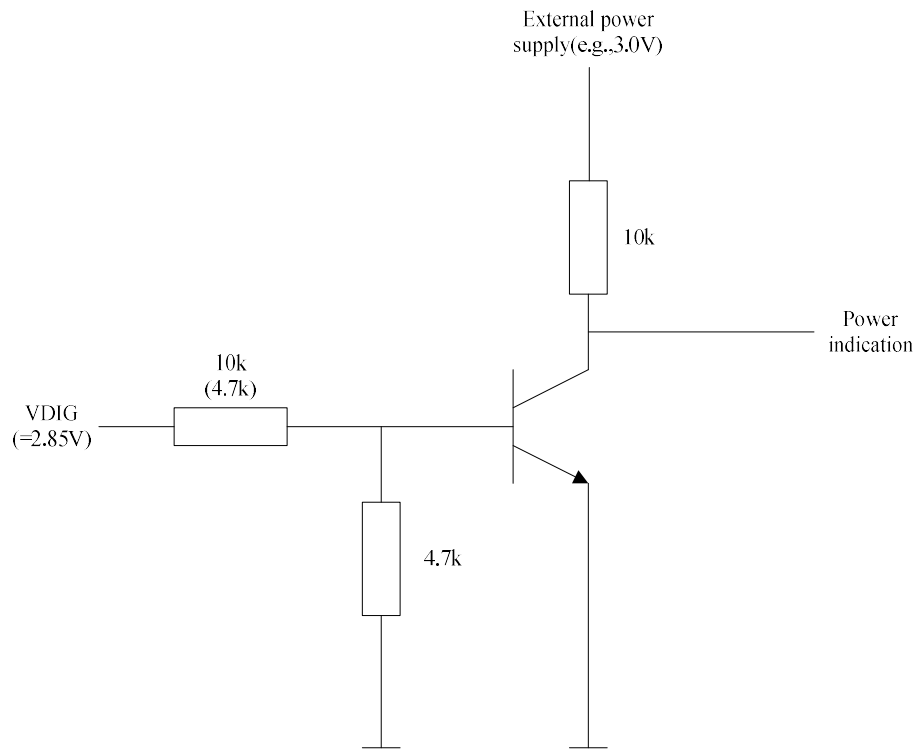 External power
supply(e.g.,3.0V)
10k
Power
indication
10k
(4.7k)
VDIG
(=2.85V)
4.7k